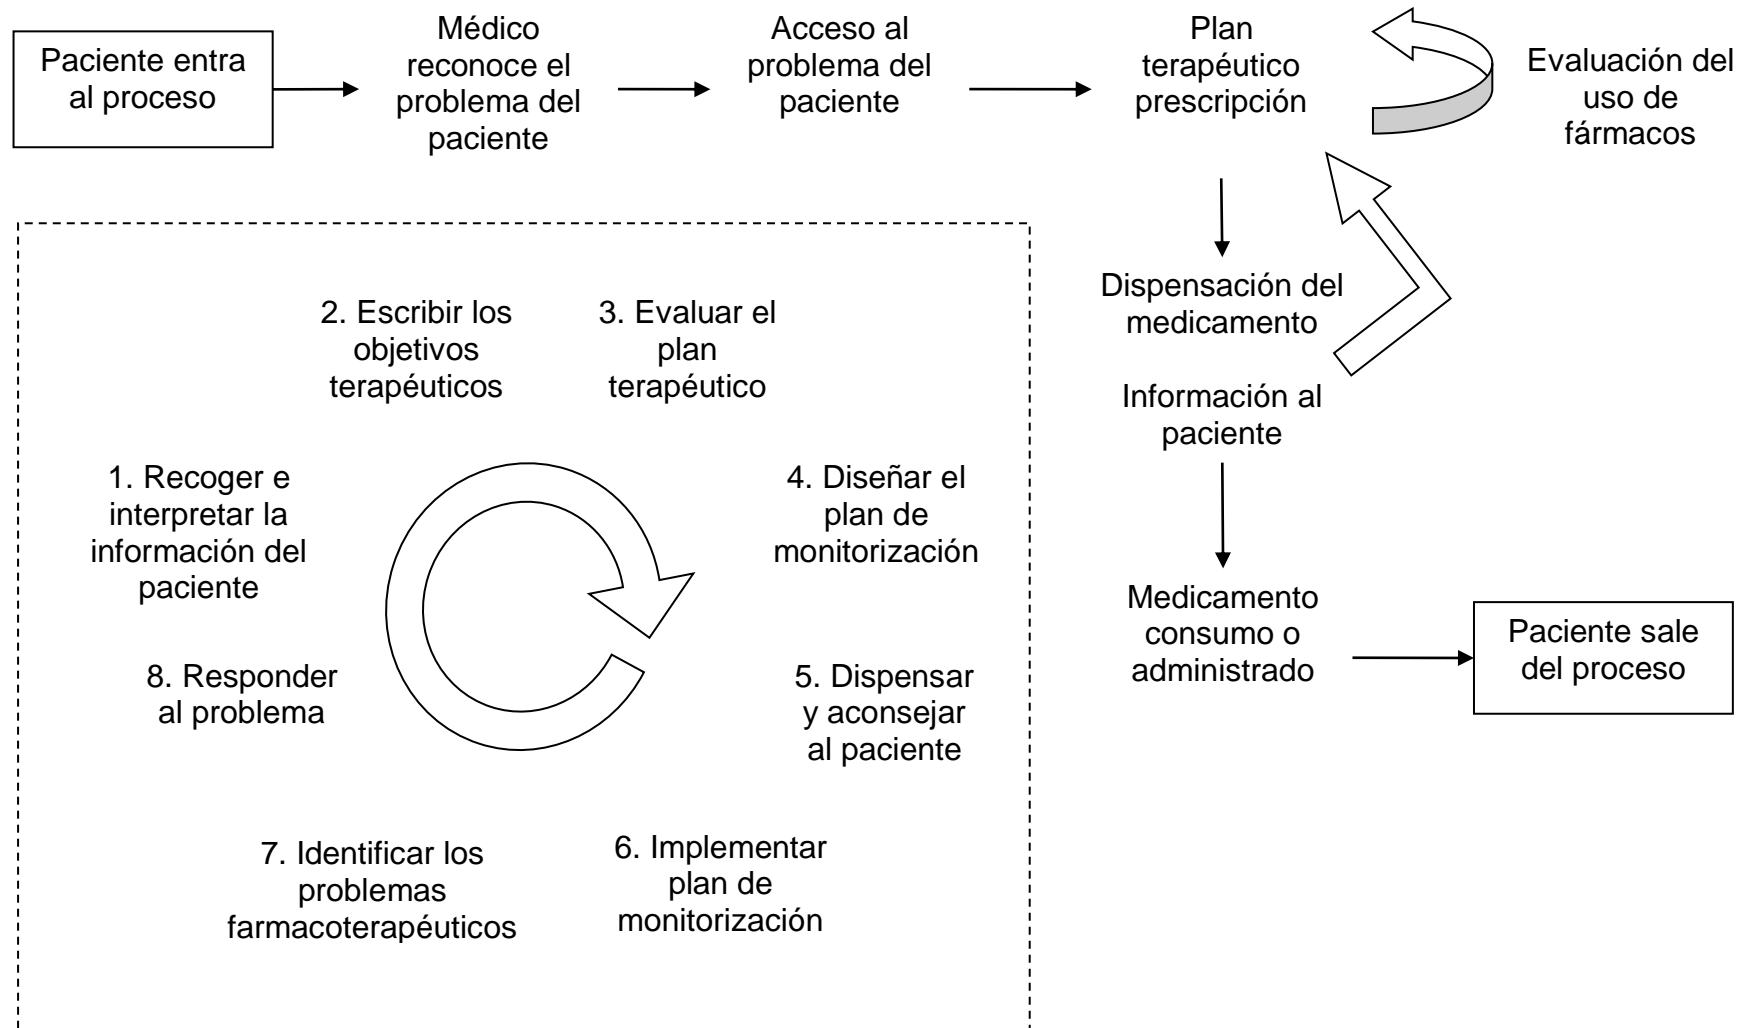 Paciente entra
al proceso
Médico
reconoce el
problema del
paciente
Acceso al
problema del
paciente
Plan
terapéutico
prescripción
Evaluación del
uso de
fármacos
2. Escribir los
objetivos
terapéuticos
3. Evaluar el
plan
terapéutico
Dispensación del
medicamento
Información al
paciente
1. Recoger e
interpretar la
información del
paciente
4. Diseñar el
plan de
monitorización
Medicamento
consumo o
administrado
Paciente sale
del proceso
8. Responder
al problema
5. Dispensar
y aconsejar
al paciente
7. Identificar los
problemas
farmacoterapéuticos
6. Implementar
plan de
monitorización